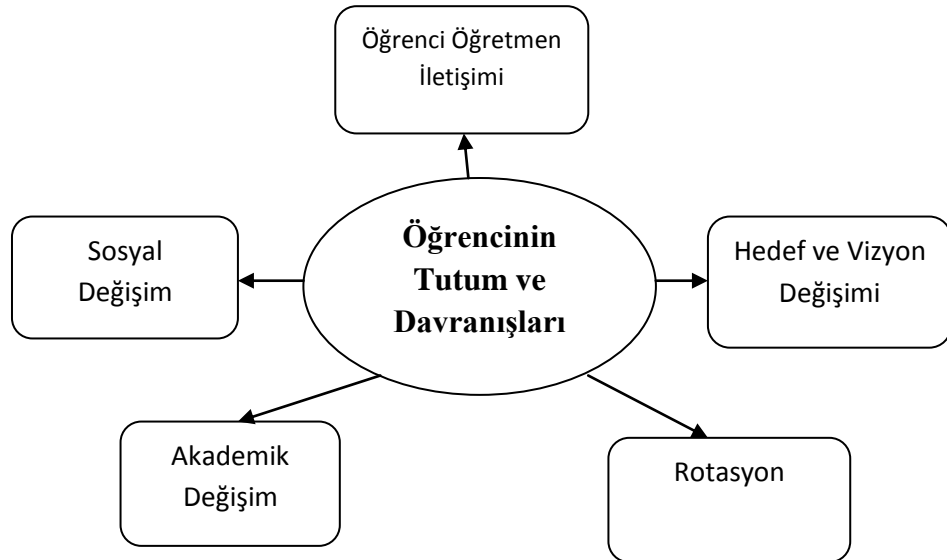 Öğrenci Öğretmen
İletişimi
Sosyal
Değişim
Öğrencinin
Tutum ve
Davranışları
Hedef ve Vizyon
Değişimi
Akademik
Değişim
Rotasyon